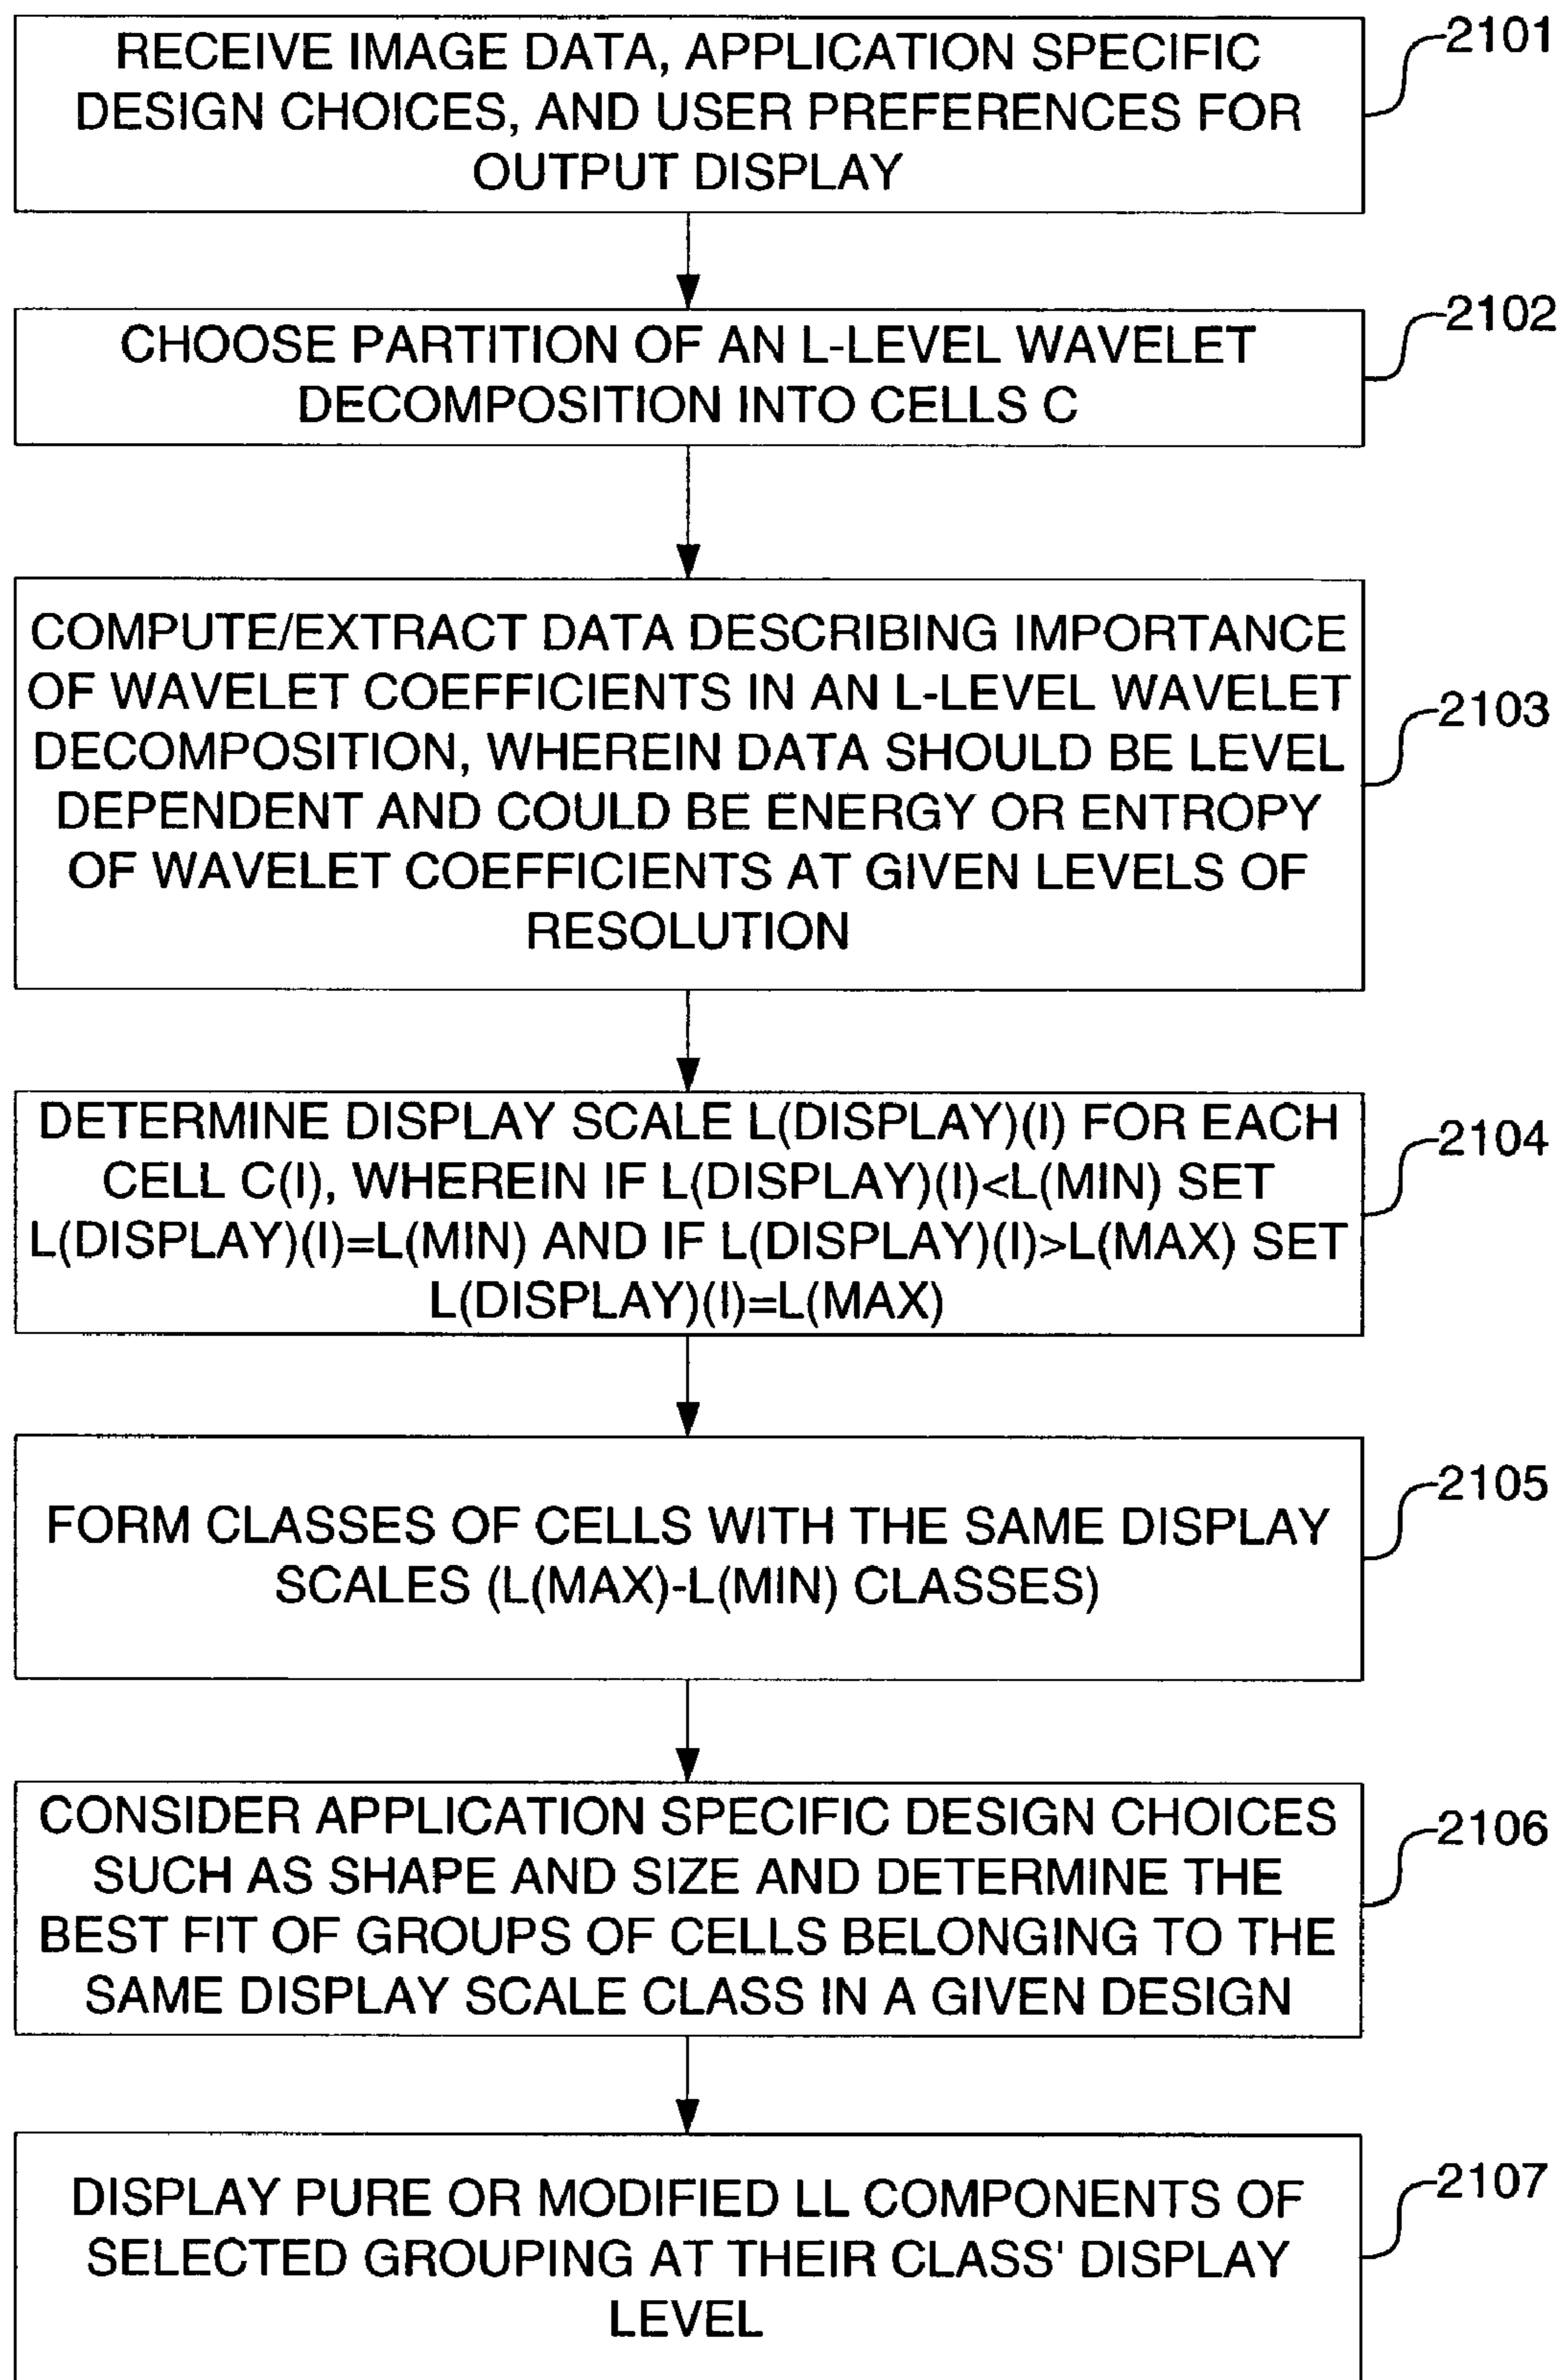 RECEIVE IMAGE DATA, APPLICATION SPECIFIC
DESIGN CHOICES, AND USER PREFERENCES FOR
OUTPUT DISPLAY
2101
CHOOSE PARTITION OF AN L-LEVEL WAVELET
DECOMPOSITION INTO CELLS C
2102
COMPUTE/EXTRACT DATA DESCRIBING IMPORTANCE
OF WAVELET COEFFICIENTS IN AN L-LEVEL WAVELET
DECOMPOSITION, WHEREIN DATA SHOULD BE LEVEL
DEPENDENT AND COULD BE ENERGY OR ENTROPY
OF WAVELET COEFFICIENTS AT GIVEN LEVELS OF
RESOLUTION
2103
DETERMINE DISPLAY SCALE L(DISPLAY)(I) FOR EACH
CELL C(I), WHEREIN IF L(DISPLAY)(I)<L(MIN) SET
L(DISPLAY)(I)=L(MIN) AND IF L(DISPLAY)(I)>L(MAX) SET
L(DISPLAY)(I)=L(MAX)
2104
FORM CLASSES OF CELLS WITH THE SAME DISPLAY
SCALES (L(MAX)-L(MIN) CLASSES)
2105
CONSIDER APPLICATION SPECIFIC DESIGN CHOICES
SUCH AS SHAPE AND SIZE AND DETERMINE THE
BEST FIT OF GROUPS OF CELLS BELONGING TO THE
SAME DISPLAY SCALE CLASS IN A GIVEN DESIGN
2106
DISPLAY PURE OR MODIFIED LL COMPONENTS OF
SELECTED GROUPING AT THEIR CLASS' DISPLAY
LEVEL
2107